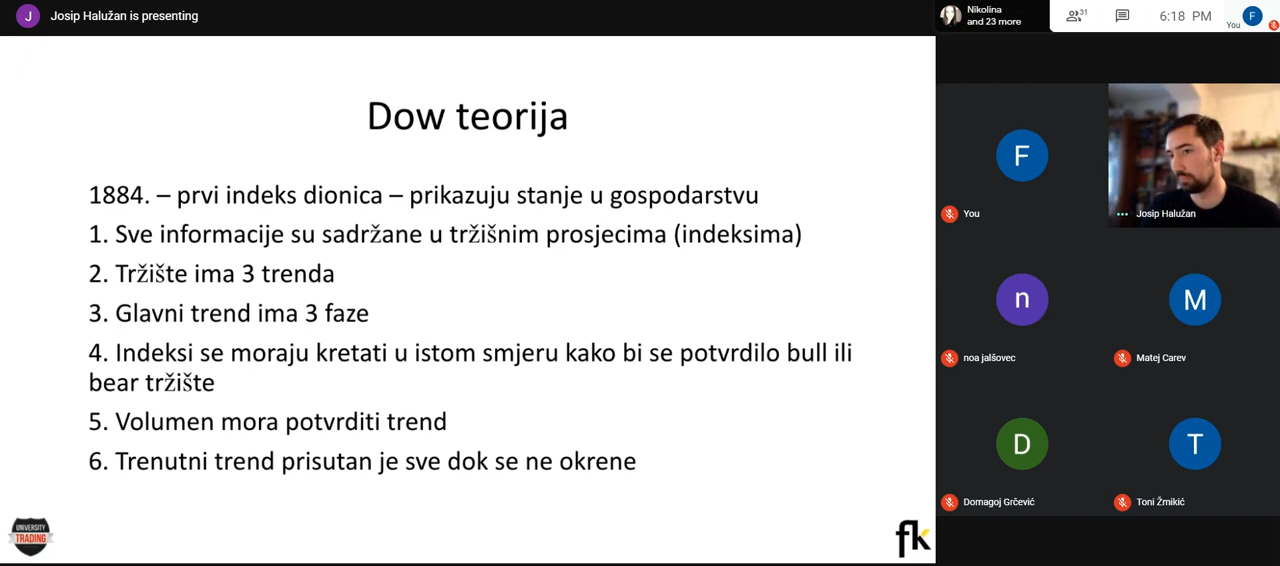 J
Josip Halužan is presenting
Nikolina
and 23 more
31
6:18 PM
You
F
Dow teorija
1884. – prvi indeks dionica – prikazuju stanje u gospodarstvu
1. Sve informacije su sadržane u tržišnim prosjecima (indeksima)
2. Tržište ima 3 trenda
3. Glavni trend ima 3 faze
4. Indeksi se moraju kretati u istom smjeru kako bi se potvrdilo bull ili
bear tržište
5. Volumen mora potvrditi trend
6. Trenutni trend prisutan je sve dok se ne okrene
UNIVERSITY
TRADING
fk
F
You
Josip Halužan
n
noa jalšovec
M
Matej Carev
D
Domagoj Grčević
T
Toni Žmikić